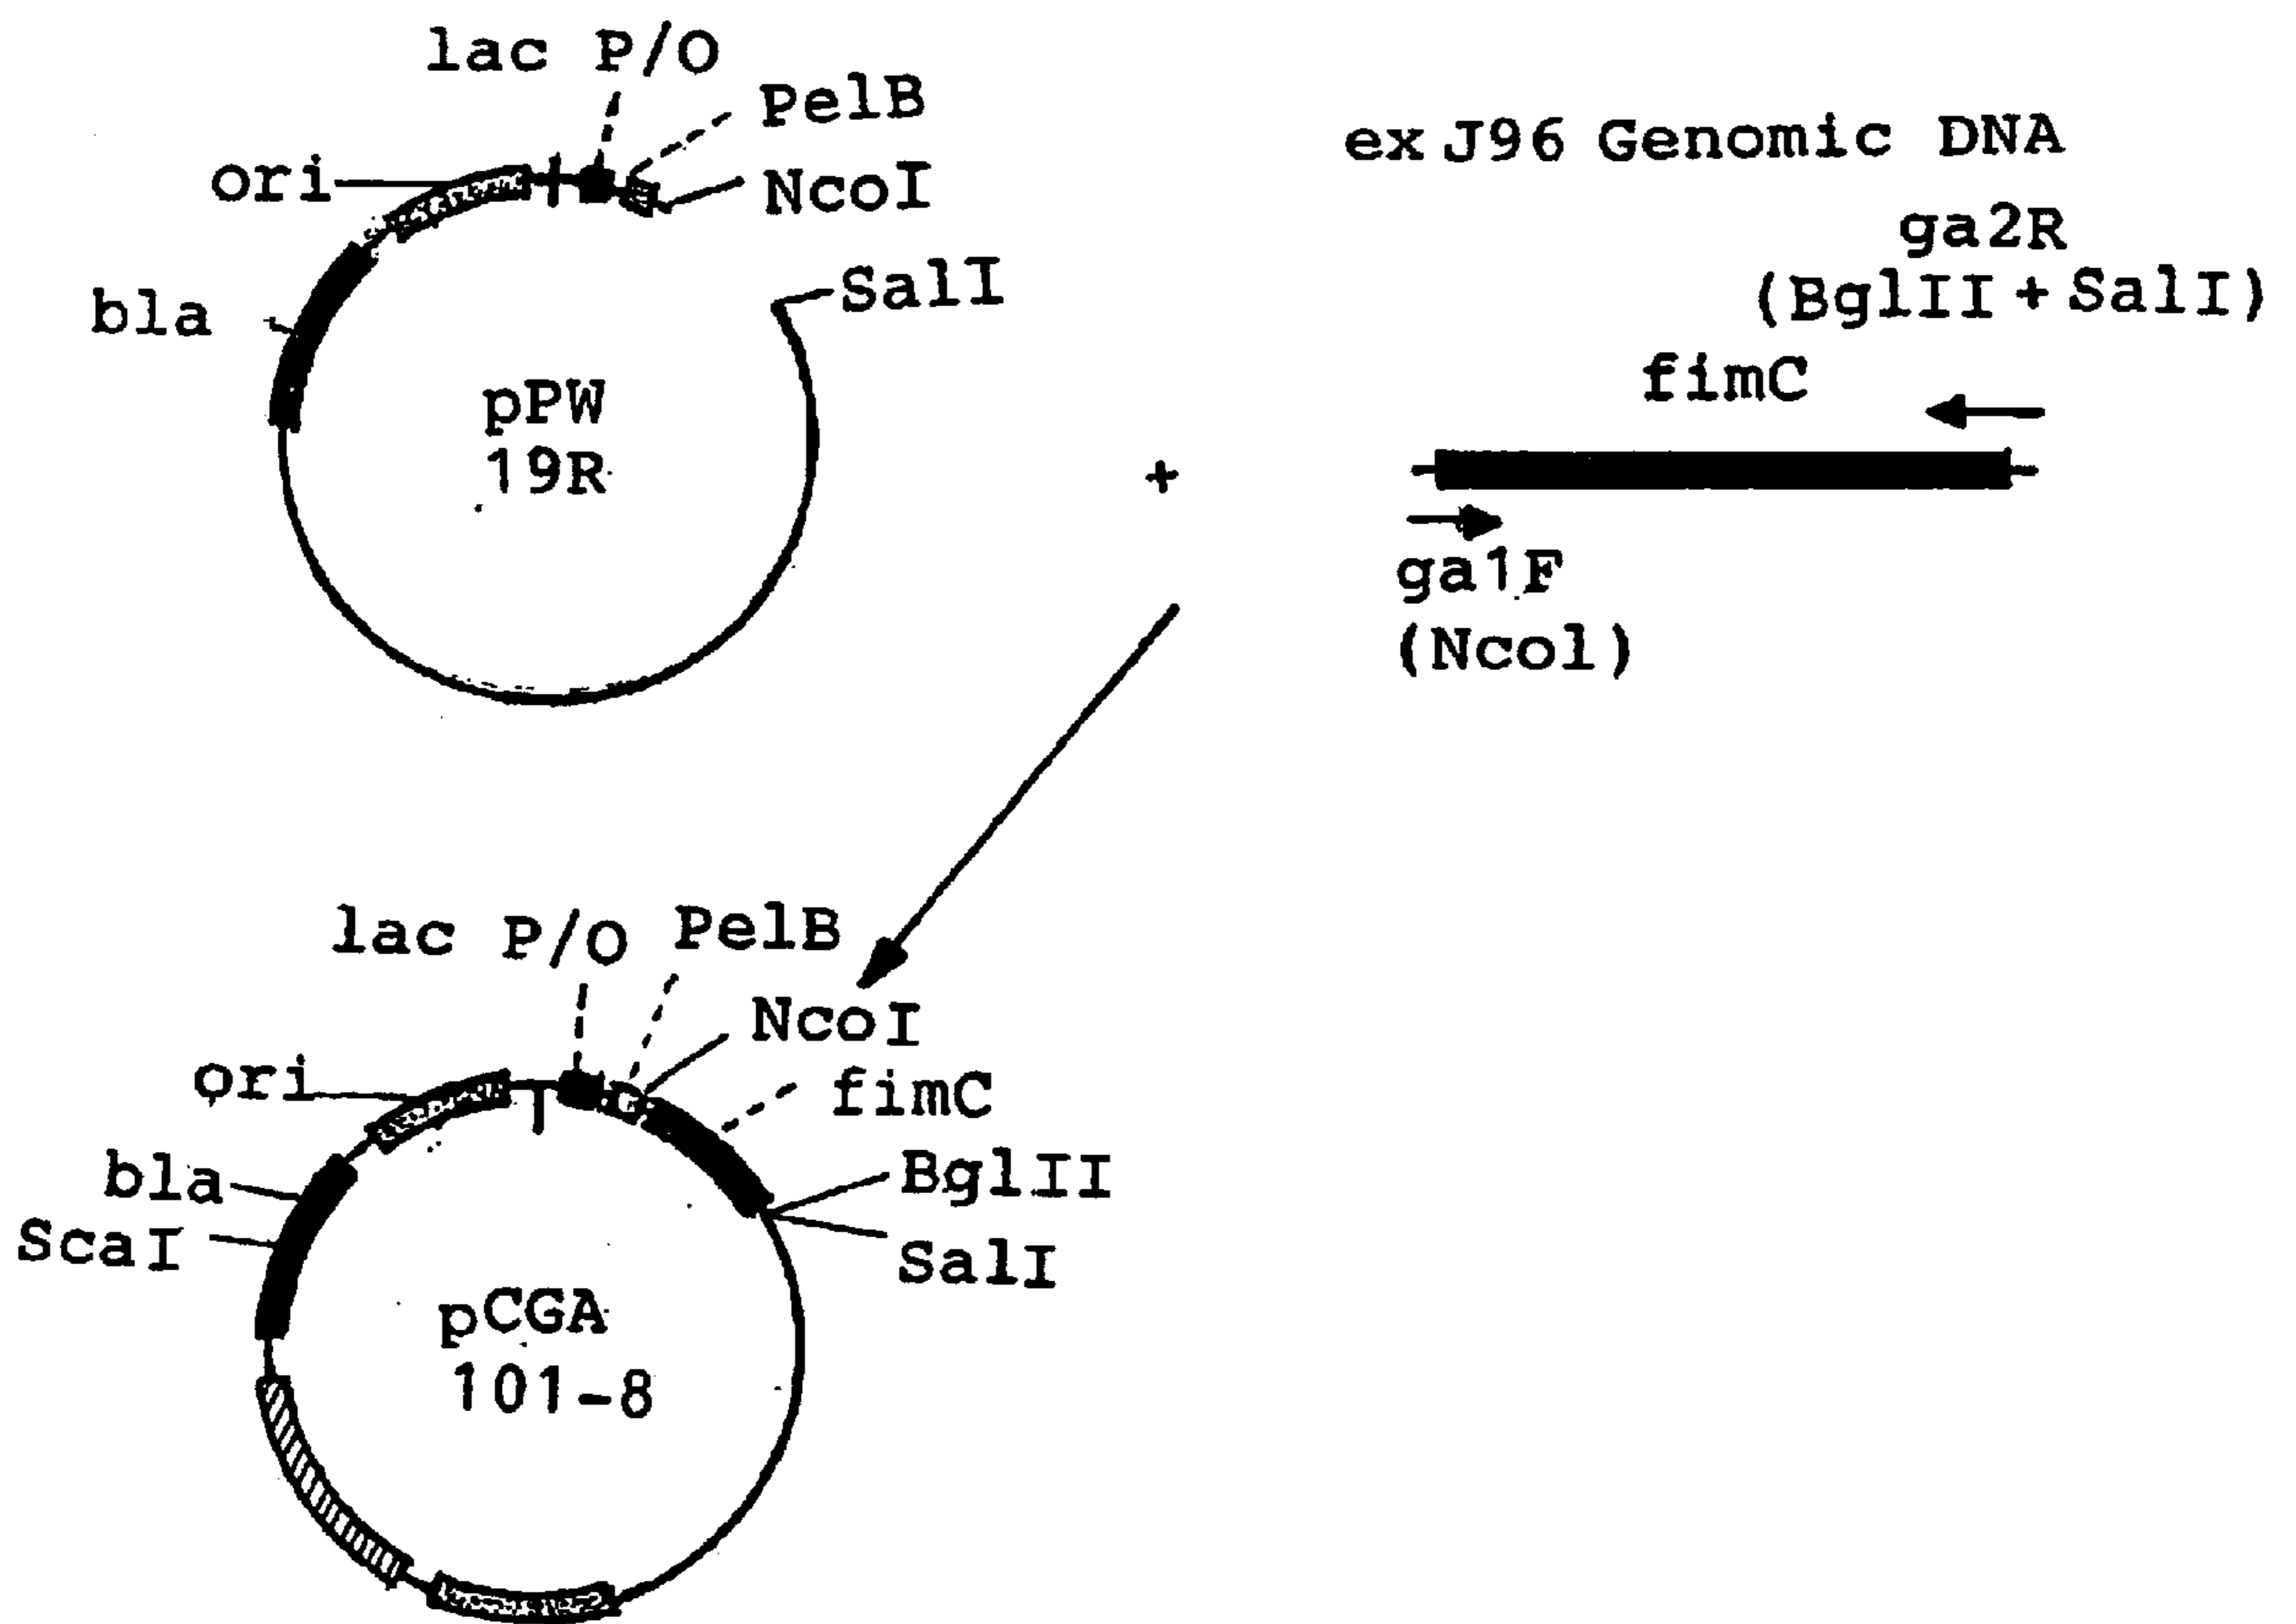 lac P/O
PelB
ori
NcoI
SalI
bla
pPW
19R
ex J96 Genomic DNA
ga2R
(BglII + SalI)
fimC
+
ga1F
(Ncol)
lac P/O
PelB
NcoI
ori
fimC
bla
BglII
ScaI
SalI
pCGA
101-8